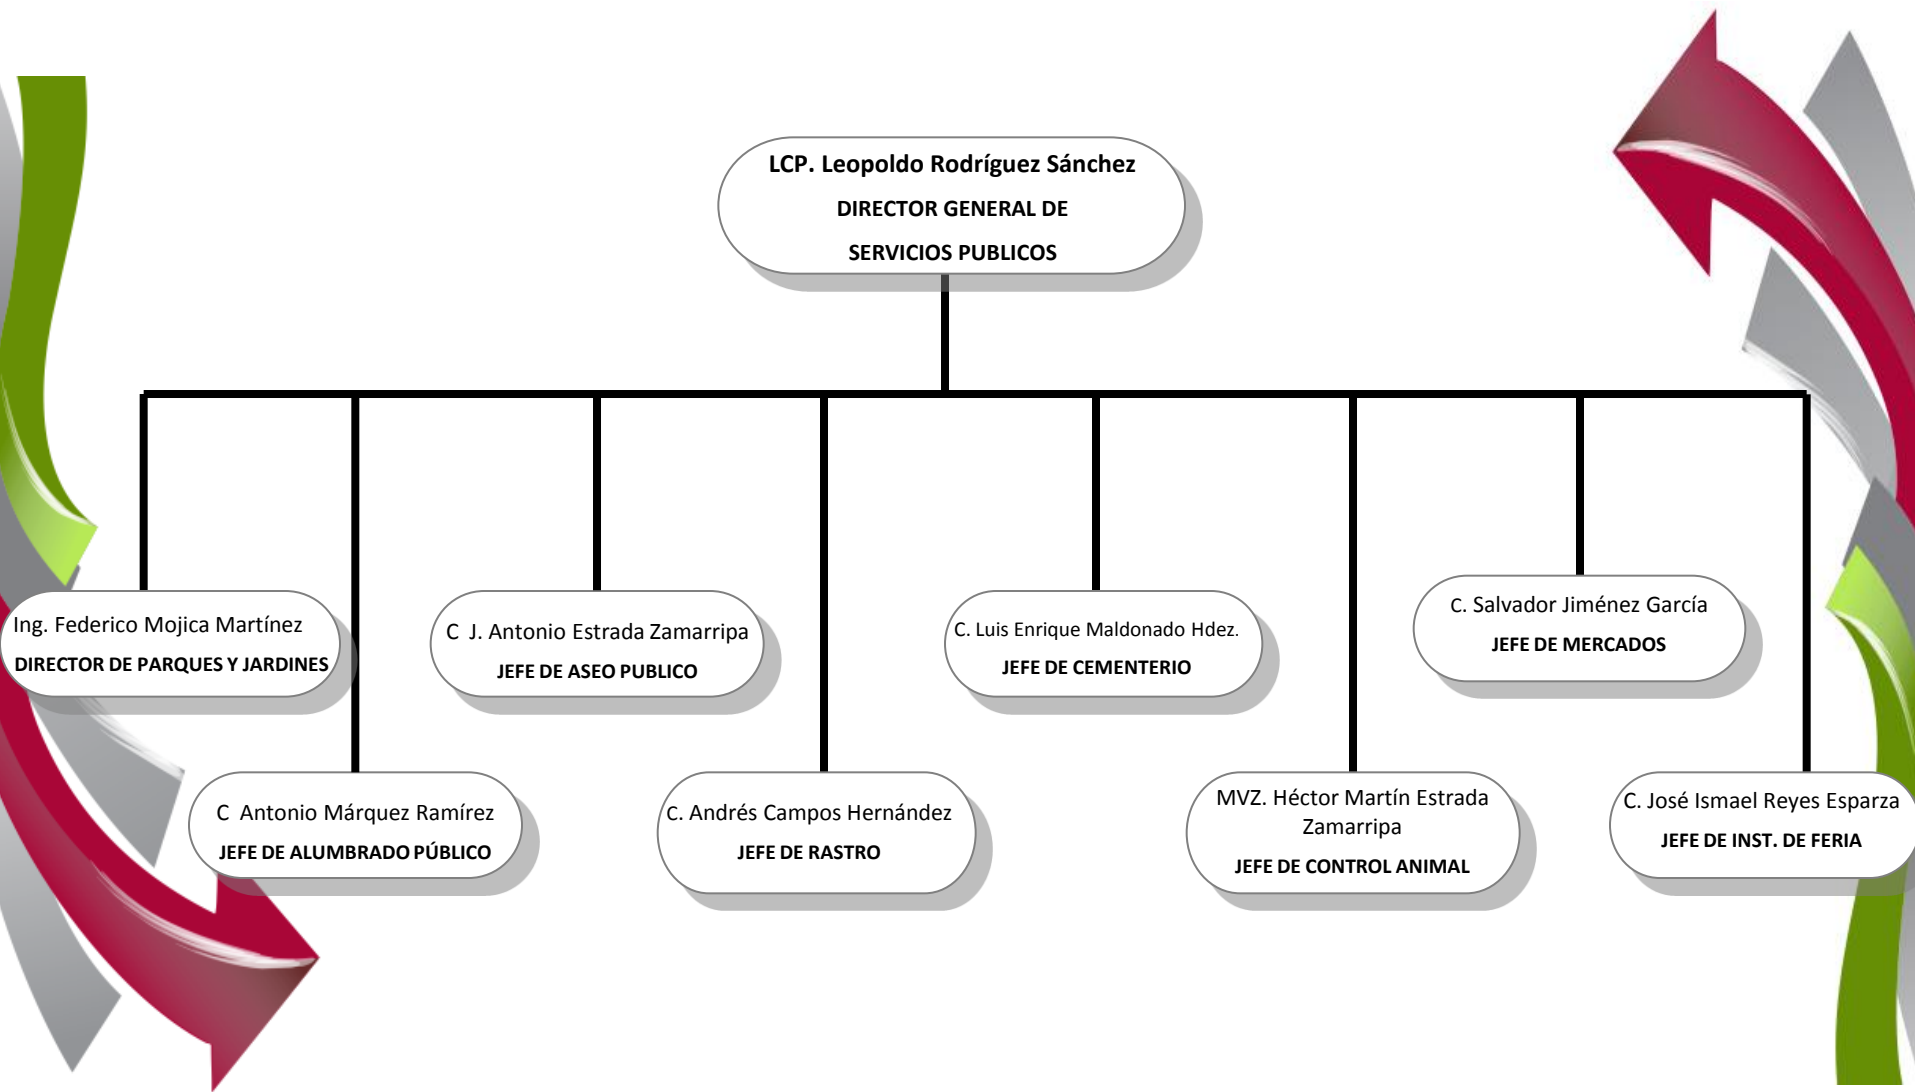 LCP. Leopoldo Rodríguez Sánchez
DIRECTOR GENERAL DE
SERVICIOS PUBLICOS
Ing. Federico Mojica Martínez
DIRECTOR DE PARQUES Y JARDINES
C J. Antonio Estrada Zamarripa
JEFE DE ASEO PUBLICO
C. Luis Enrique Maldonado Hdez.
JEFE DE CEMENTERIO
C. Salvador Jiménez García
JEFE DE MERCADOS
C Antonio Márquez Ramírez
JEFE DE ALUMBRADO PÚBLICO
C. Andrés Campos Hernández
JEFE DE RASTRO
MVZ. Héctor Martín Estrada
Zamarripa
JEFE DE CONTROL ANIMAL
C. José Ismael Reyes Esparza
JEFE DE INST. DE FERIA